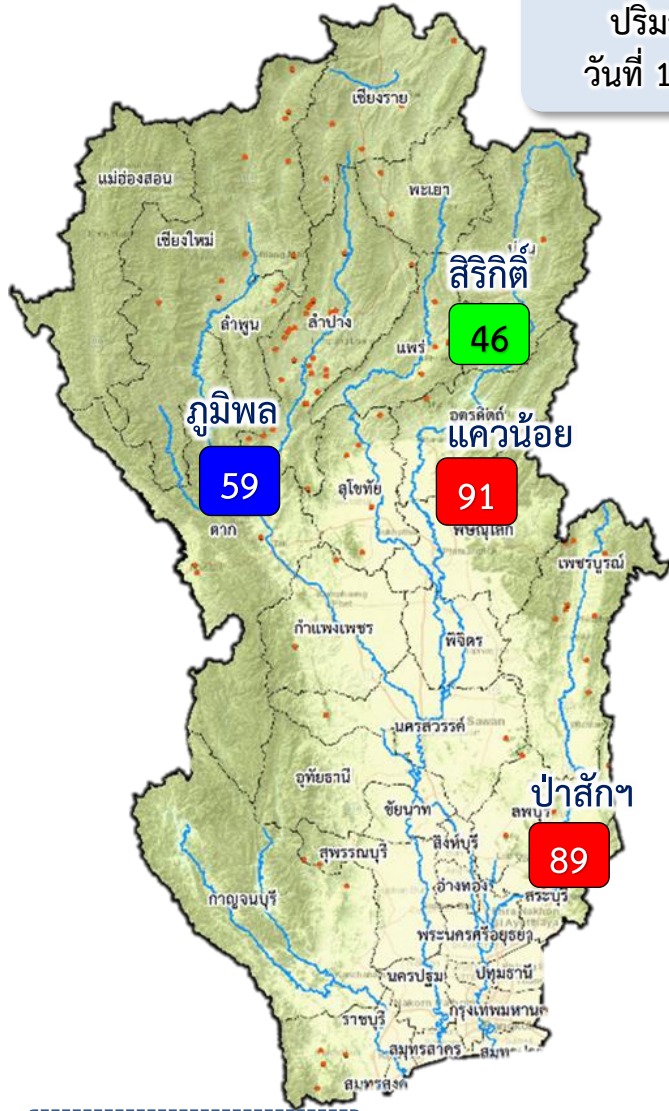 ปริม
วันที่ 1
เชียงราย
แม่ฮ่องสอน
พะเยา
เชียงใหม่
น่าน
สิริกิติ์
46
ลำพูน
ลำปาง
แพร่
อุตรดิตถ์
ภูมิพล
59
แควน้อย
91
สุโขทัย
ตาก
พิษณุโลก
เพชรบูรณ์
กำแพงเพชร
พิจิตร
นครสวรรค์
อุทัยธานี
ป่าสักฯ
89
ชัยนาท
ลพบุรี
สิงห์บุรี
สุพรรณบุรี
อ่างทอง
กาญจนบุรี
สระบุรี
พระนครศรีอยุธยา
นครปฐม
ปทุมธานี
ราชบุรี
กรุงเทพมหานค
สมุทรสาคร
สมุทรสงค